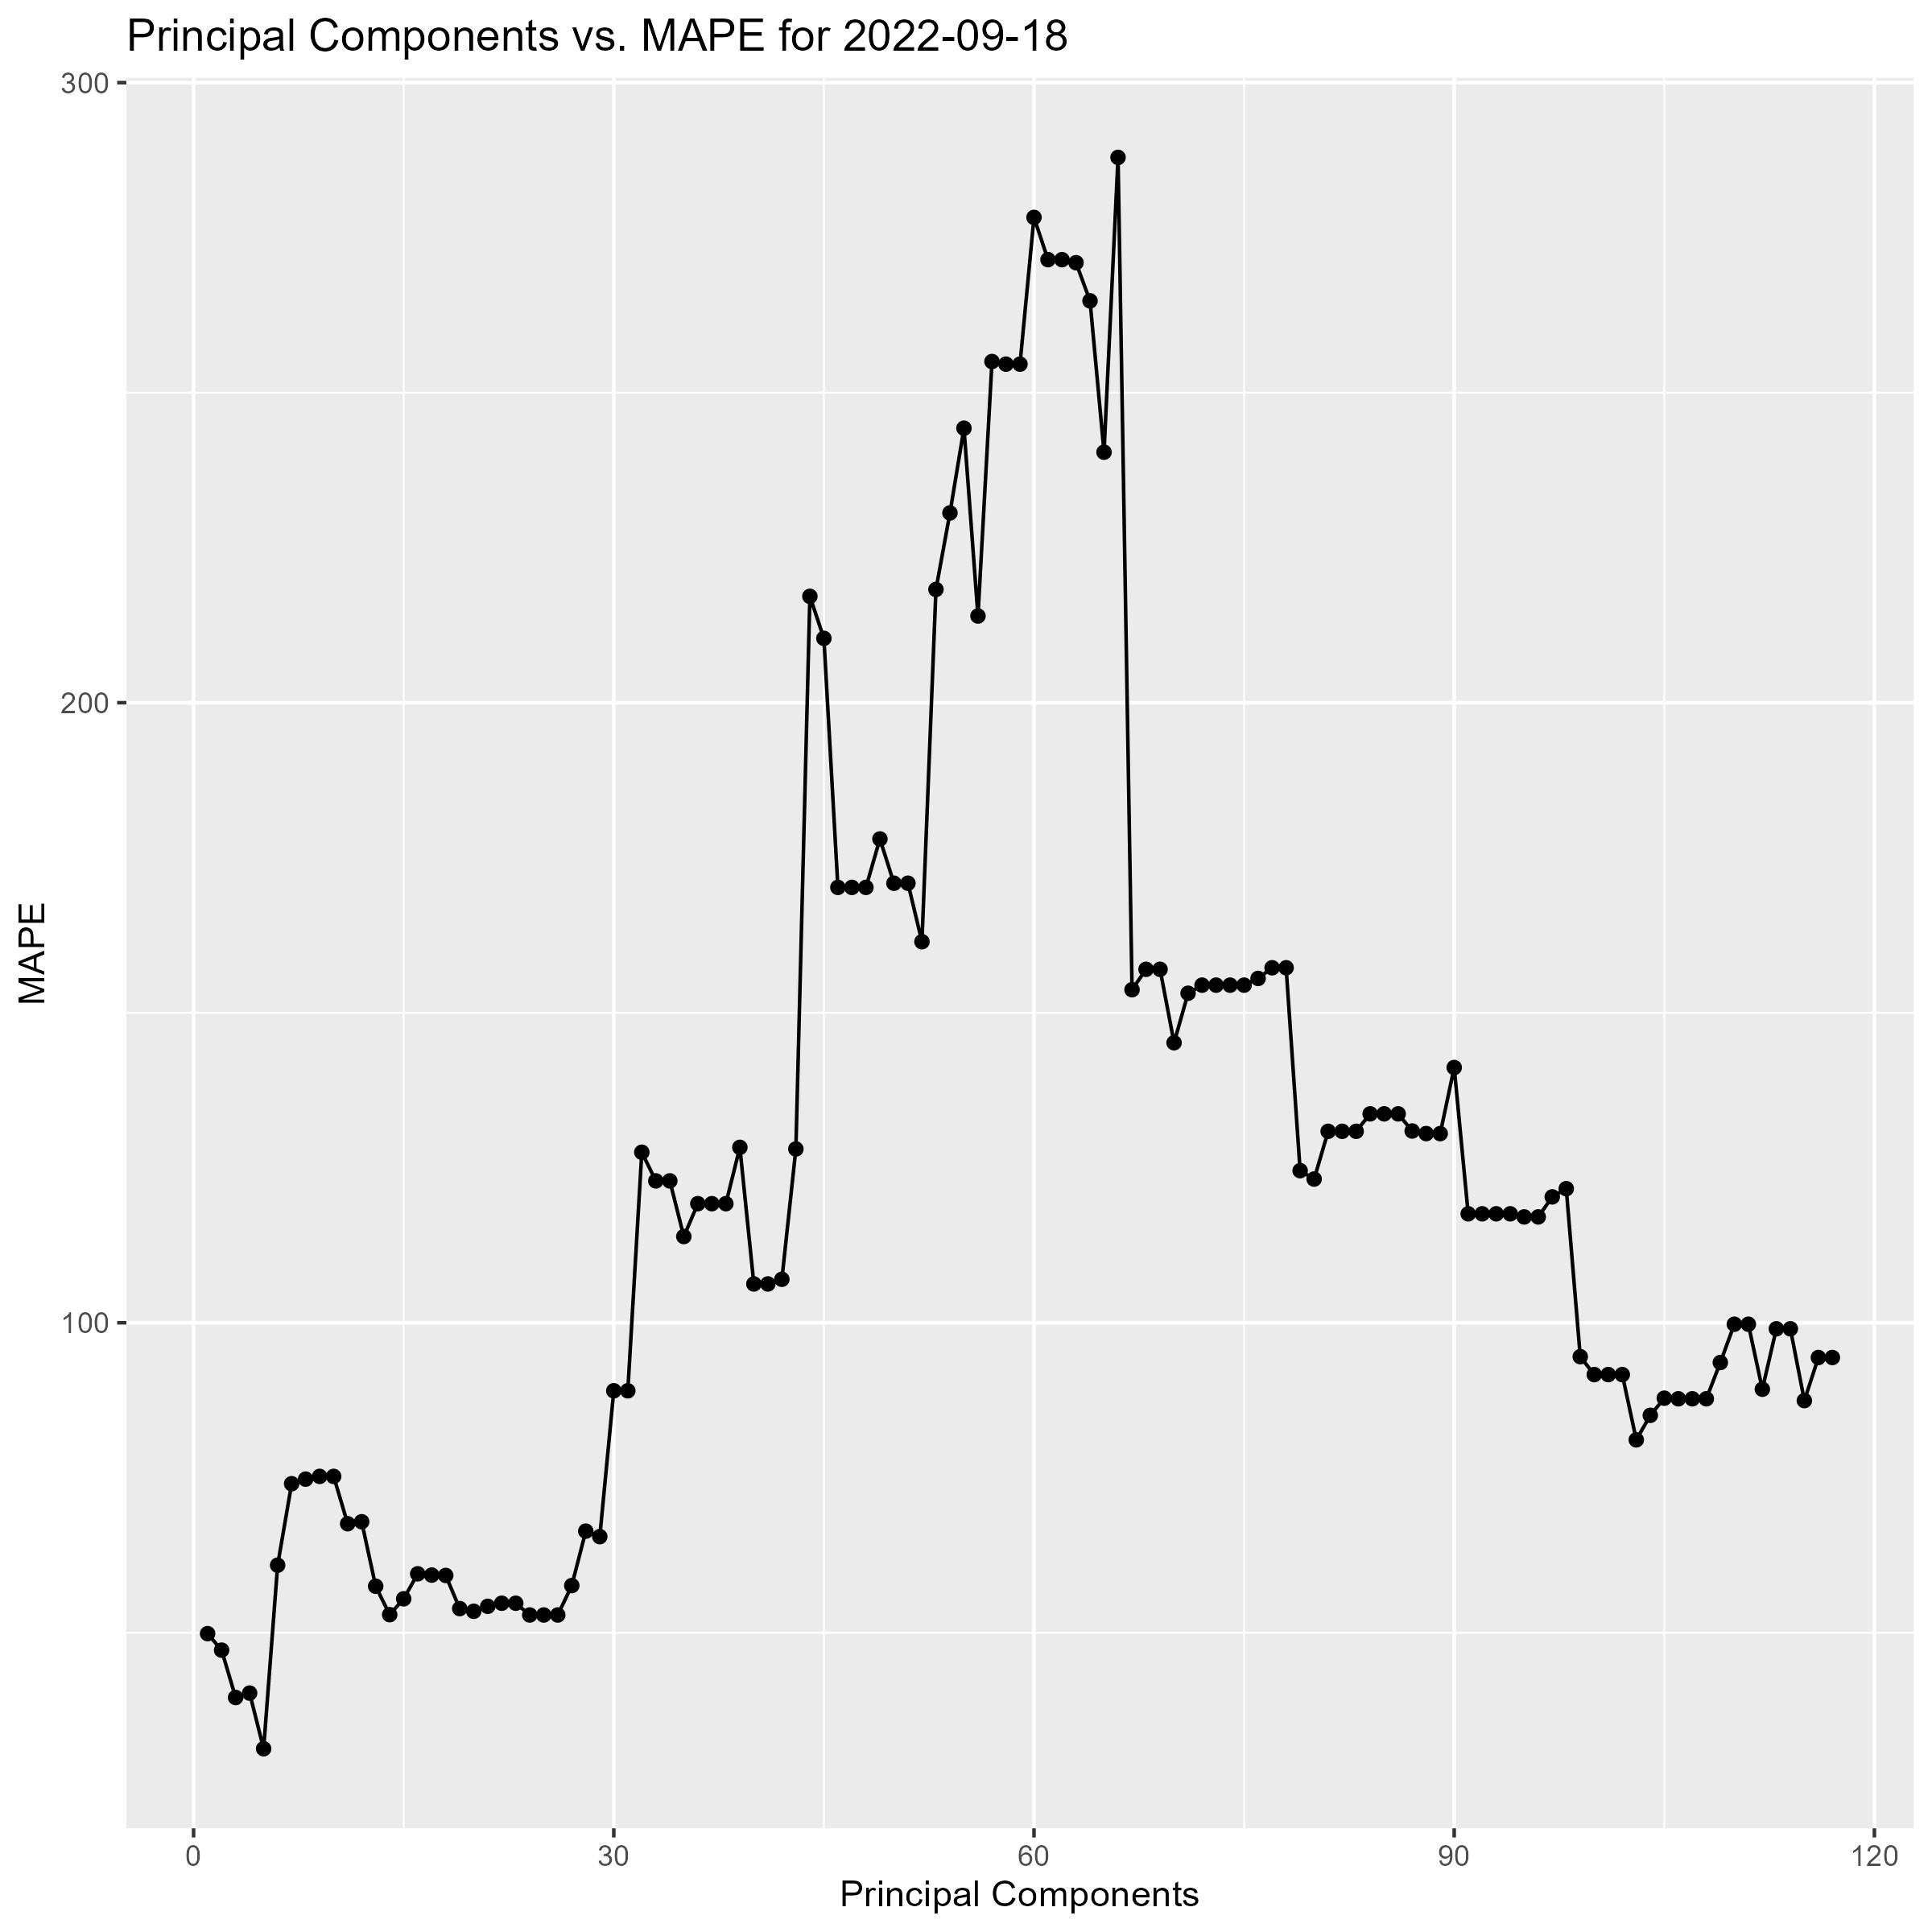 Principal Components vs. MAPE for 2022-09-18
300
200
100
MAPE
0 30 60 90 120
Principal Components